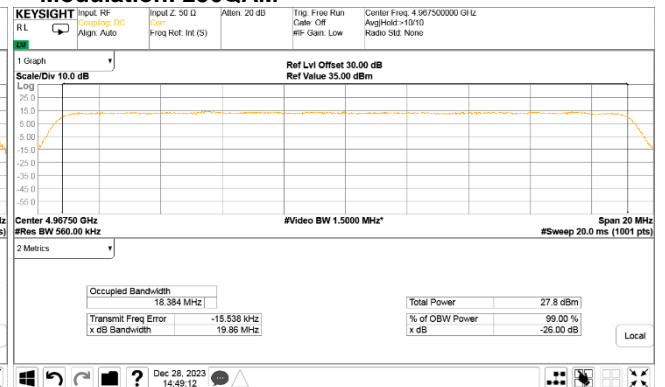 Modulation: 256QAM
KEYSIGHT Input: RF Input Z: 50 Ω Atten: 20 dB Trig: Free Run Center Freq: 4.967500000 GHz
RL Coupling: DC Corr Gate: Off Avg|Hold:>10/10
Align: Auto Freq Ref: Int (S) #IF Gain: Low Radio Std: None
1 Graph
Ref Lvl Offset 30.00 dB
Scale/Div 10.0 dB Ref Value 35.00 dBm
Log
25.0
15.0
5.00
-5.00
-15.0
-25.0
-35.0
-45.0
-55.0
Center 4.96750 GHz #Video BW 1.5000 MHz* Span 20 MHz
#Res BW 560.00 kHz #Sweep 20.0 ms (1001 pts)
2 Metrics
Occupied Bandwidth
18.384 MHz Total Power 27.8 dBm
Transmit Freq Error -15.538 kHz % of OBW Power 99.00 %
x dB Bandwidth 19.86 MHz x dB -26.00 dB
Local
Dec 28, 2023
14:49:12